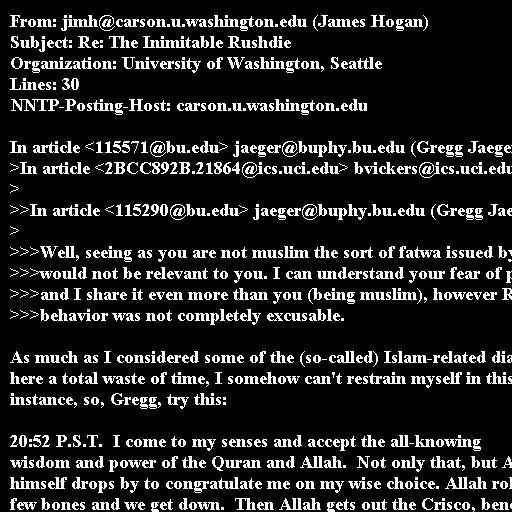 From: jimh@carson.u.washington.edu (James Hogan)
Subject: Re: The Inimitable Rushdie
Organization: University of Washington, Seattle
Lines: 30
NNTP-Posting-Host: carson.u.washington.edu
In article <115571@bu.edu> jaeger@buphy.bu.edu (Gregg
>In article <2BCC892B.21864@ics.uci.edu> bvickers@ics.uci.edu
>
>>In article <115290@bu.edu> jaeger@buphy.bu.edu (Gregg
>
>>>Well, seeing as you are not muslim the sort of fatwa issued by
>>>would not be relevant to you. I can understand your fear of
>>>and I share it even more than you (being muslim), however
>>>behavior was not completely excusable.
As much as I considered some of the (so-called) Islam-related
here a total waste of time, I somehow can't restrain myself in this
instance, so, Gregg, try this:
20:52 P.S.T.  I come to my senses and accept the all-knowing
wisdom and power of the Quran and Allah.  Not only that, but
himself drops by to congratulate me on my wise choice. Allah
few bones and we get down.  Then Allah gets out the Crisco,